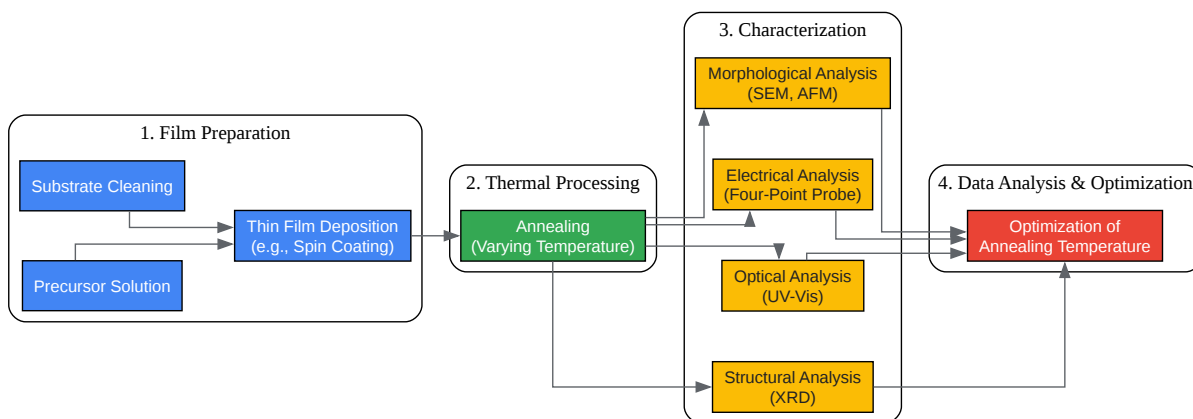 1. Film Preparation
Substrate Cleaning
Precursor Solution
Thin Film Deposition
(e.g., Spin Coating)
2. Thermal Processing
Annealing
(Varying Temperature)
3. Characterization
Morphological Analysis
(SEM, AFM)
Electrical Analysis
(Four-Point Probe)
Optical Analysis
(UV-Vis)
Structural Analysis
(XRD)
4. Data Analysis & Optimization
Optimization of
Annealing Temperature